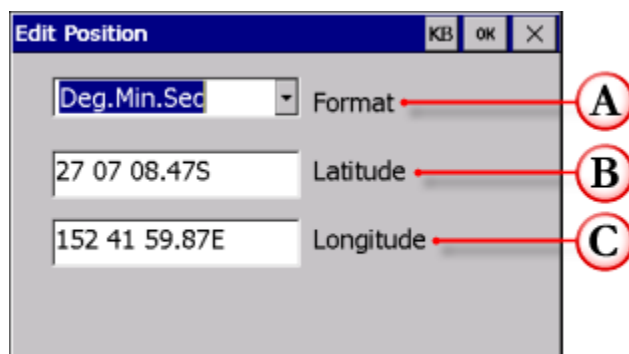 Edit Position KB OK
Deg.Min.Sec Format A
27 07 08.47S Latitude B
152 41 59.87E Longitude C